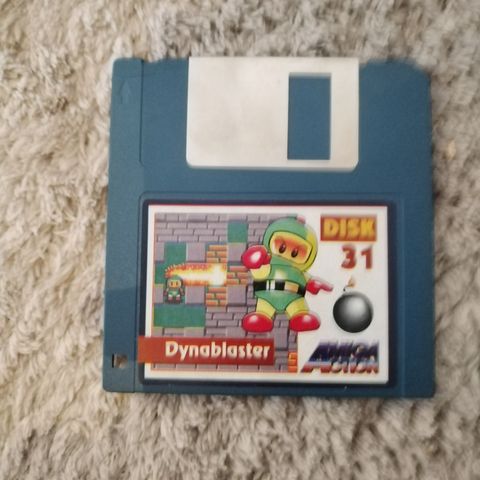 DISK
31
Dynablaster
AMIGA
ACTION